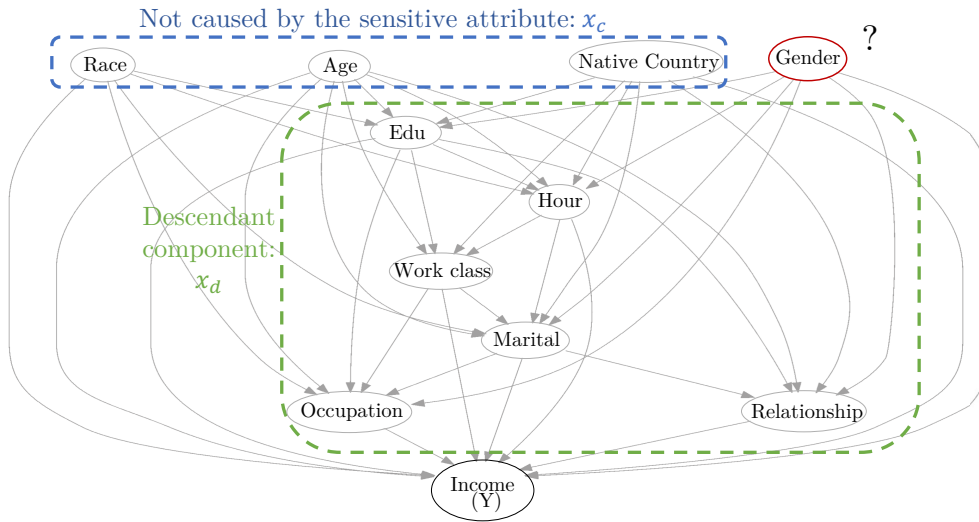 Not caused by the sensitive attribute: x_c
?
Race
Age
Native Country
Gender
Edu
Hour
Descendant
component:
x_d
Work class
Marital
Occupation
Relationship
Income
(Y)